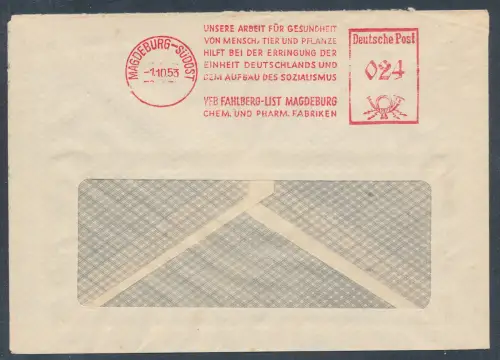 MAGDEBURG-SÜDOST
-1.10.53
UNSERE ARBEIT FÜR GESUNDHEIT
VON MENSCH, TIER UND PFLANZE
HILFT BEI DER ERRINGUNG DER
EINHEIT DEUTSCHLANDS UND
DEM AUFBAU DES SOZIALISMUS
VEB FAHLBERG-LIST MAGDEBURG
CHEM. UND PHARM. FABRIKEN
Deutsche Post
024